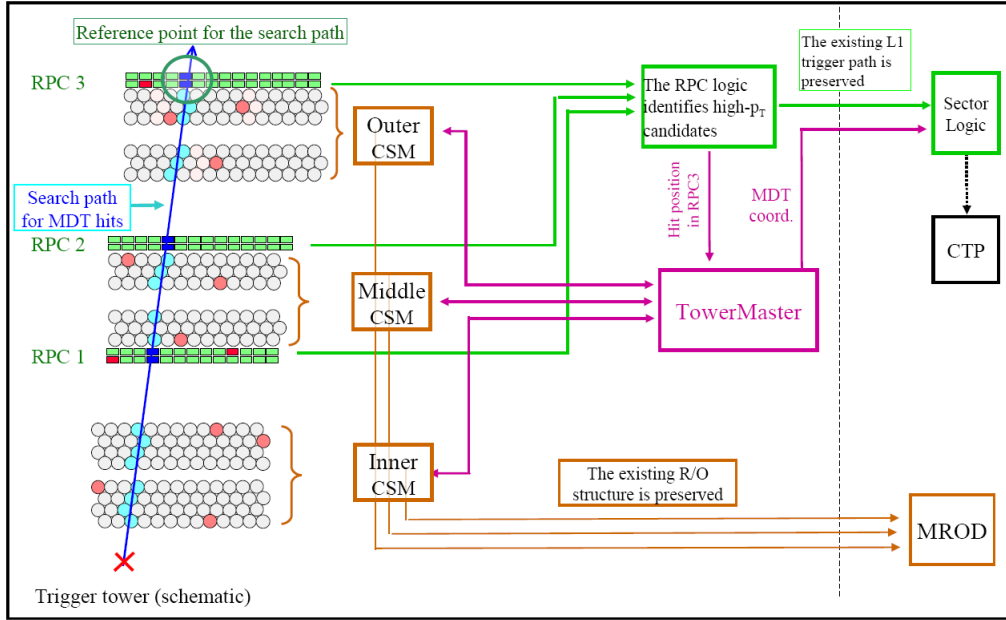 Reference point for the search path
RPC 3
The existing L1
trigger path is
preserved
The RPC logic
identifies high-pT
candidates
Sector
Logic
Outer
CSM
Search path
for MDT hits
Hit position
in RPC3
MDT
coord.
RPC 2
CTP
Middle
CSM
TowerMaster
RPC 1
Inner
CSM
The existing R/O
structure is preserved
MROD
Trigger tower (schematic)